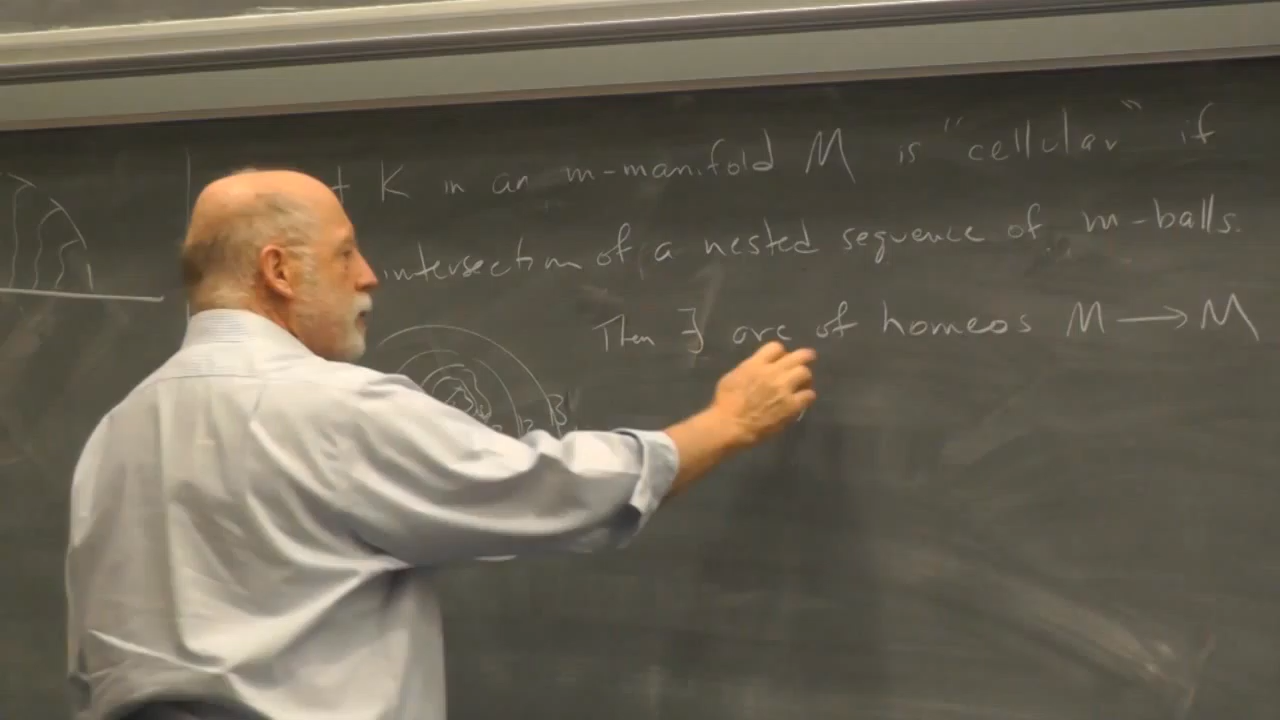 K in an m-manifold M is "cellular" if
intersection of a nested sequence of m-balls.
Then ∃ arc of homeos M → M